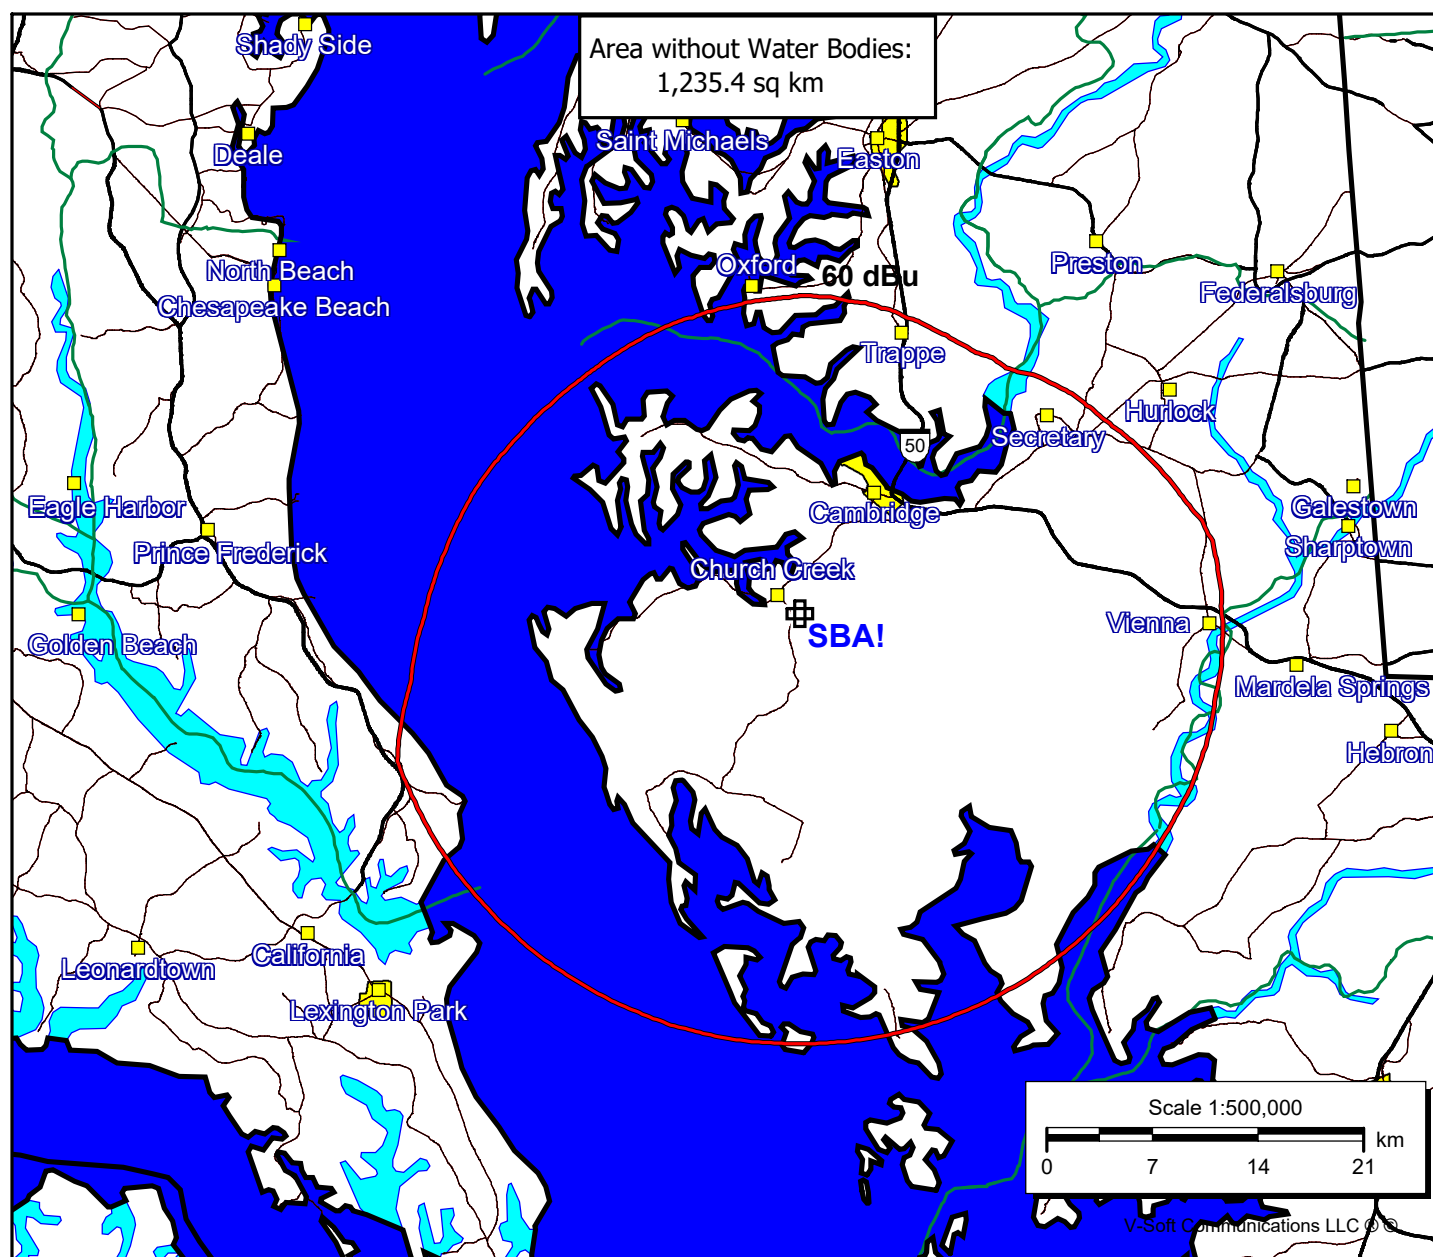 Shady Side
Area without Water Bodies:
1,235.4 sq km
Deale
Saint Michaels
Easton
North Beach
Chesapeake Beach
Oxford
60 dBu
Preston
Federalsburg
Trappe
Hurlock
Secretary
50
Eagle Harbor
Cambridge
Galestown
Sharptown
Prince Frederick
Church Creek
Vienna
SBA!
Golden Beach
Mardela Springs
Hebron
California
Leonardtown
Lexington Park
Scale 1:500,000
km
0 7 14 21
V-Soft Communications LLC ® ©